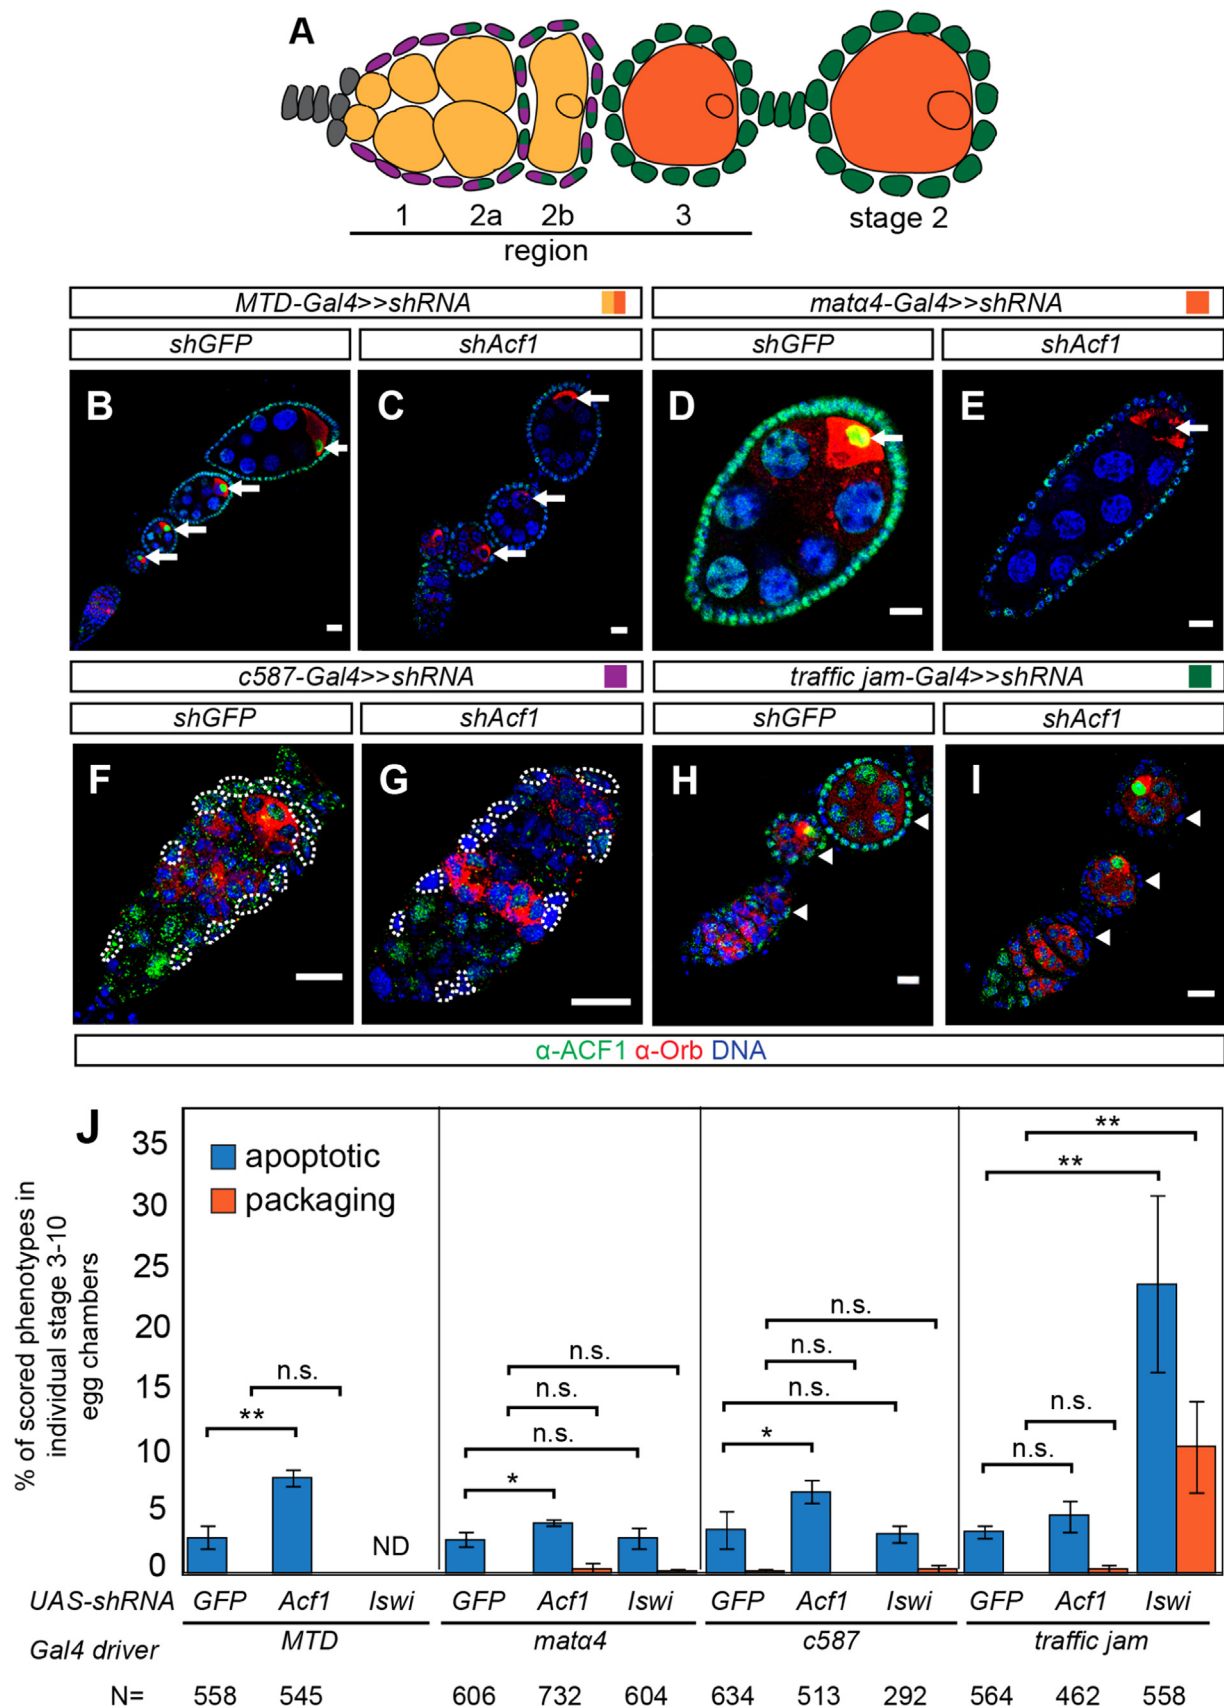 A
1 2a 2b 3 stage 2
region
MTD-Gal4>>shRNA matα4-Gal4>>shRNA
shGFP shAcf1 shGFP shAcf1
B C D E
c587-Gal4>>shRNA traffic jam-Gal4>>shRNA
shGFP shAcf1 shGFP shAcf1
F G H I
α-ACF1 α-Orb DNA
J
% of scored phenotypes in
individual stage 3-10
egg chambers
35
30
25
20
15
10
5
0
apoptotic
packaging
** n.s.
ND
* n.s. n.s. n.s.
* n.s. n.s. n.s.
n.s. n.s. ** **
UAS-shRNA GFP Acf1 Iswi GFP Acf1 Iswi GFP Acf1 Iswi GFP Acf1 Iswi
Gal4 driver MTD matα4 c587 traffic jam
N= 558 545 606 732 604 634 513 292 564 462 558